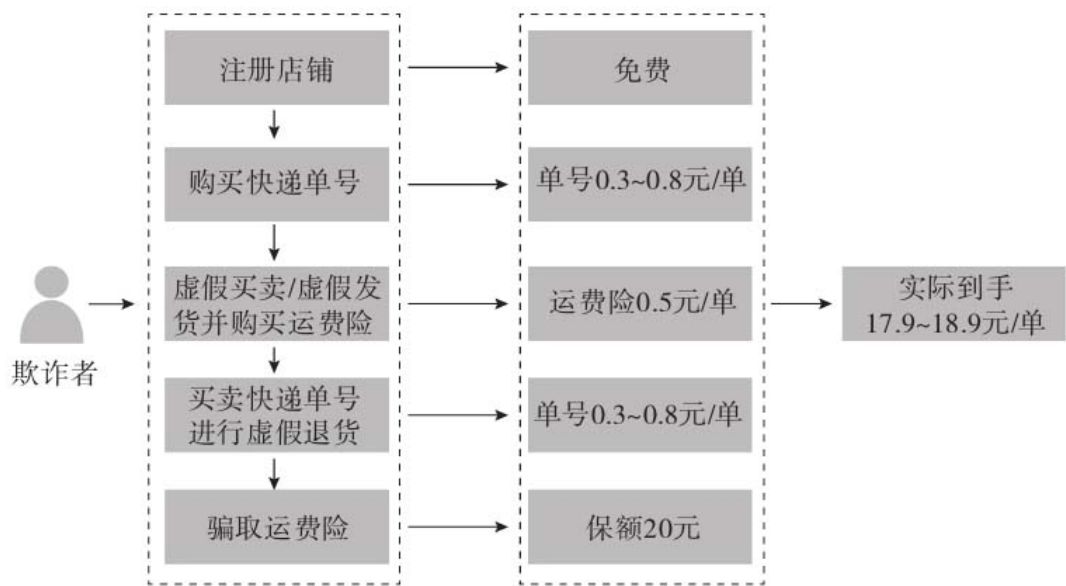 注册店铺
免费
购买快递单号
单号0.3~0.8元/单
欺诈者
虚假买卖/虚假发
货并购买运费险
运费险0.5元/单
实际到手
17.9~18.9元/单
买卖快递单号
进行虚假退货
单号0.3~0.8元/单
骗取运费险
保额20元